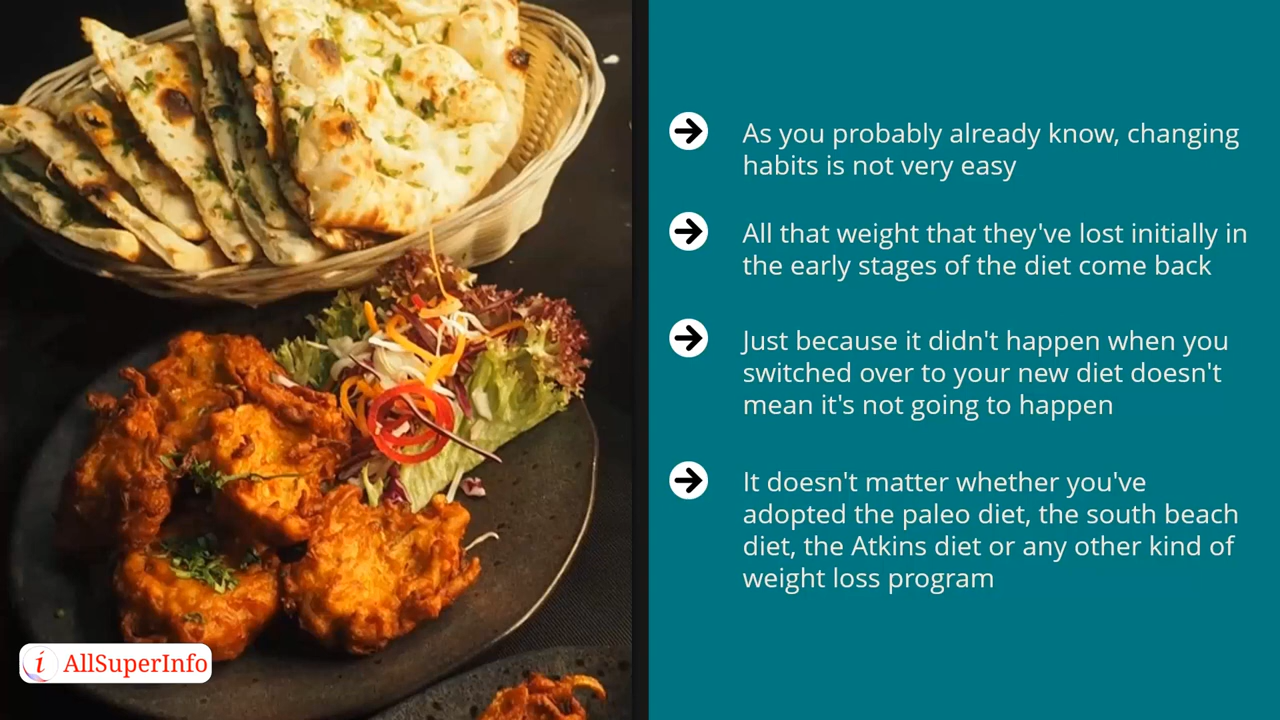 As you probably already know, changing
habits is not very easy
All that weight that they've lost initially in
the early stages of the diet come back
Just because it didn't happen when you
switched over to your new diet doesn't
mean it's not going to happen
It doesn't matter whether you've
adopted the paleo diet, the south beach
diet, the Atkins diet or any other kind of
weight loss program
i AllSuperInfo